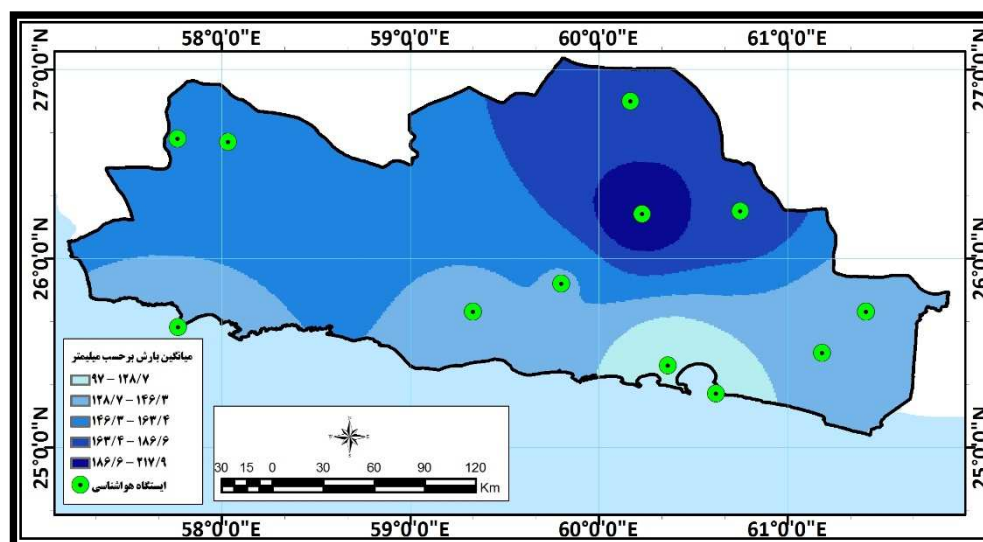 58°0'0"E 59°0'0"E 60°0'0"E 61°0'0"E
27°0'0"N 27°0'0"N
26°0'0"N 26°0'0"N
25°0'0"N 25°0'0"N
میانگین بارش برحسب میلیمتر
۹۷ – ۱۲۸/۷
۱۲۸/۷ – ۱۴۶/۳
۱۴۶/۳ – ۱۶۳/۴
۱۶۳/۴ – ۱۸۶/۶
۱۸۶/۶ – ۲۱۷/۹
ایستگاه هواشناسی
30 15 0 30 60 90 120
Km
58°0'0"E 59°0'0"E 60°0'0"E 61°0'0"E